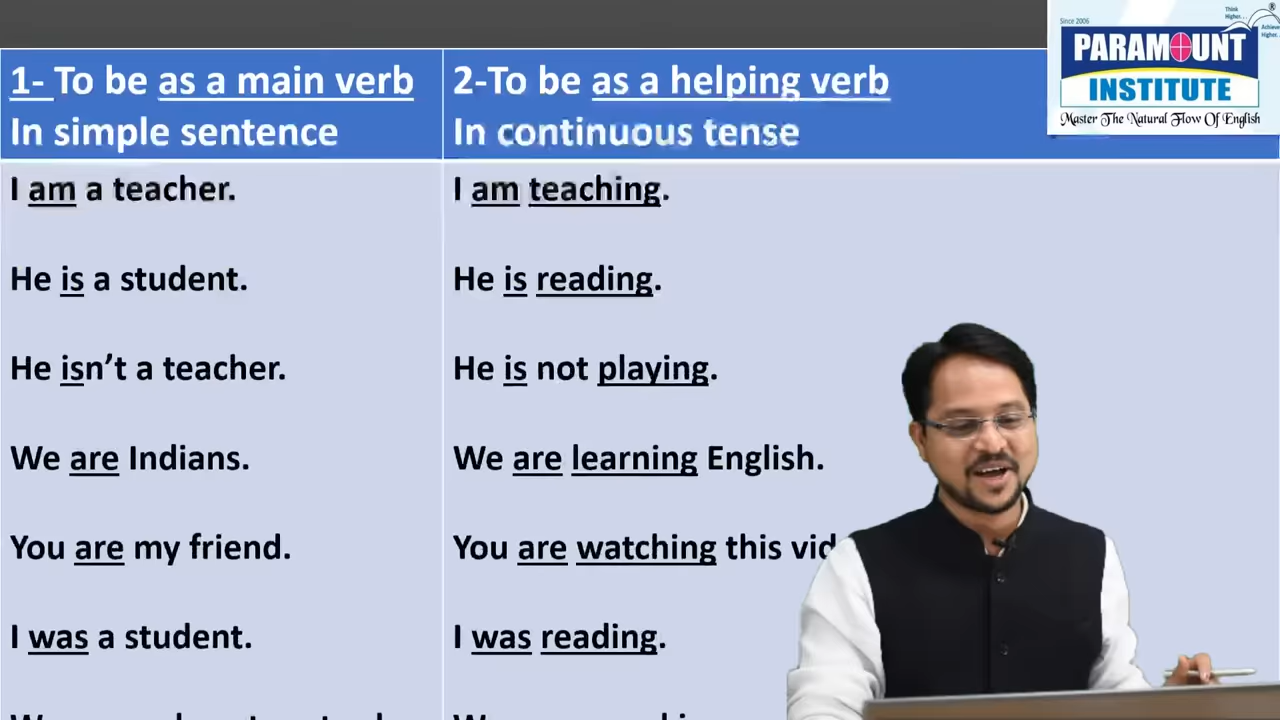 1- To be as a main verb
In simple sentence
2-To be as a helping verb
In continuous tense
Since 2006
Think
Higher..
Achieve
Higher..
®
PARAMOUNT
INSTITUTE
Master The Natural Flow Of English
I am a teacher.
I am teaching.
He is a student.
He is reading.
He isn’t a teacher.
He is not playing.
We are Indians.
We are learning English.
You are my friend.
You are watching this vid
I was a student.
I was reading.